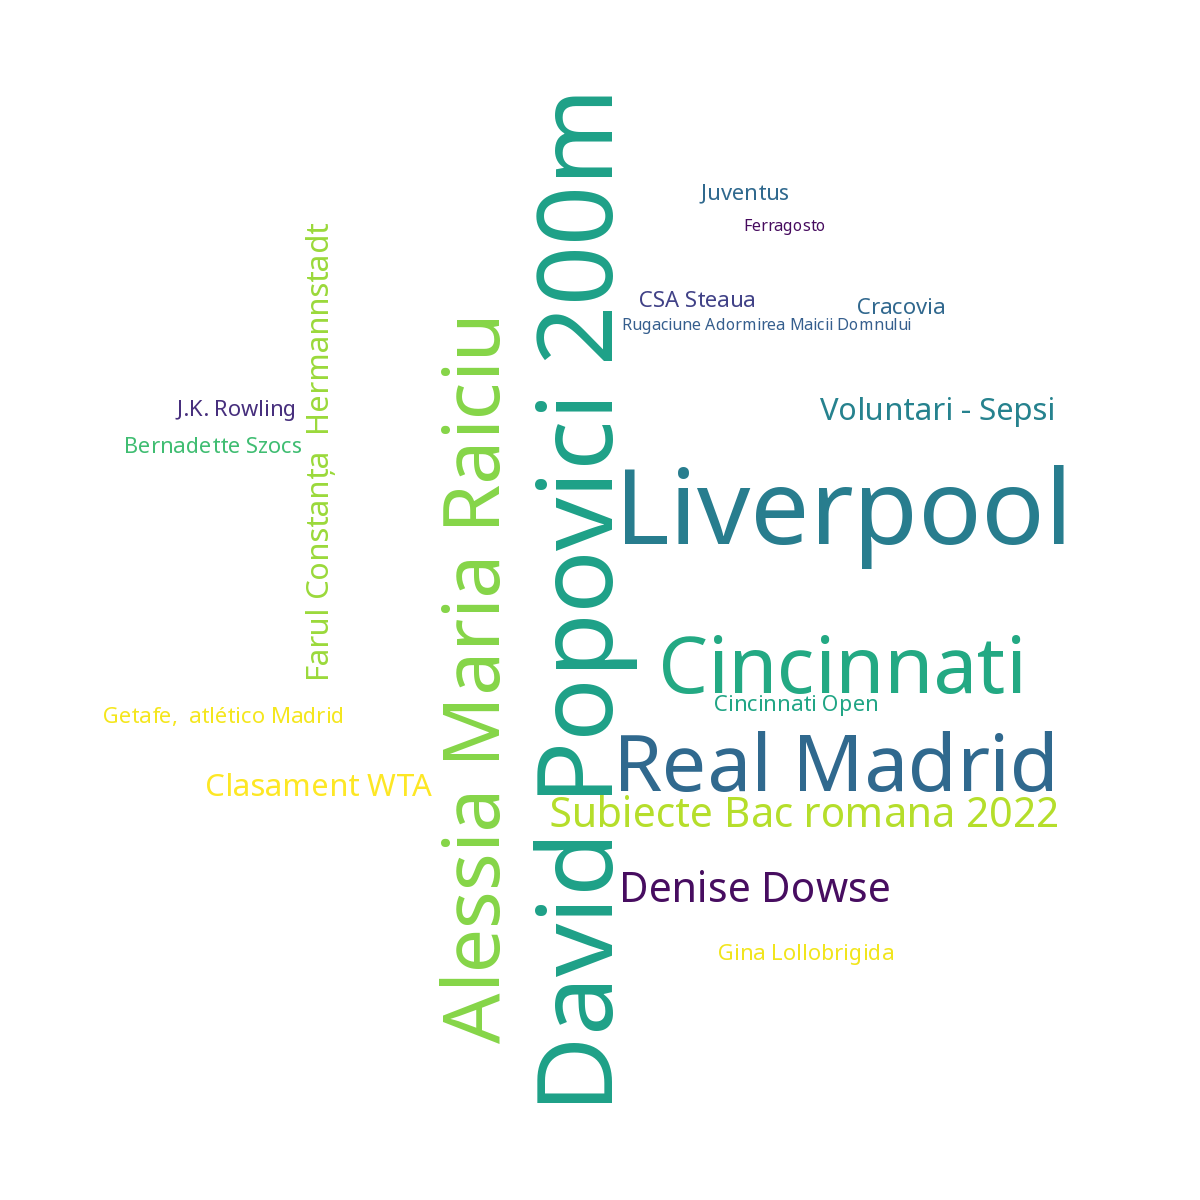 Juventus
Ferragosto
CSA Steaua
Cracovia
Rugaciune Adormirea Maicii Domnului
J.K. Rowling
Bernadette Szocs
Farul Constanța, Hermannstadt
Alessia Maria Raiciu
David Popovici 200m
Voluntari - Sepsi
Liverpool
Cincinnati
Cincinnati Open
Getafe, atlético Madrid
Real Madrid
Clasament WTA
Subiecte Bac romana 2022
Denise Dowse
Gina Lollobrigida